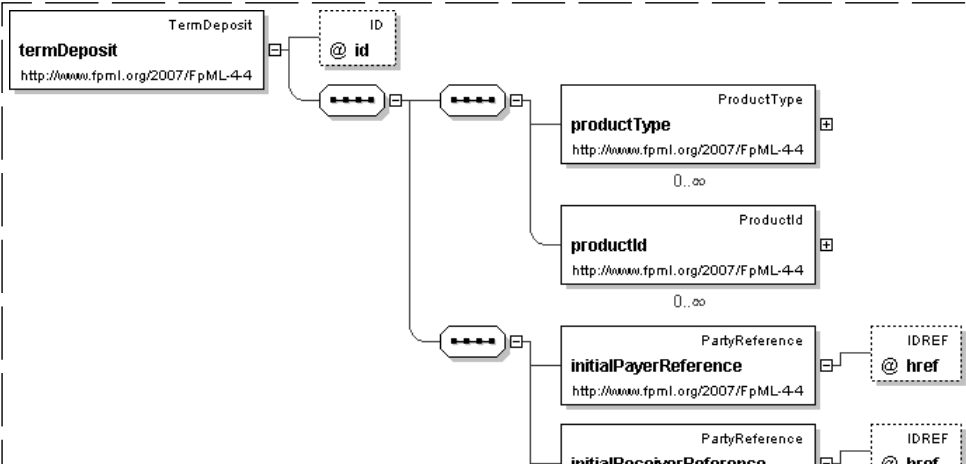 TermDeposit
termDeposit
http://www.fpml.org/2007/FpML-4-4
ID
@ id
ProductType
productType
http://www.fpml.org/2007/FpML-4-4
0..∞
ProductId
productId
http://www.fpml.org/2007/FpML-4-4
0..∞
PartyReference
initialPayerReference
http://www.fpml.org/2007/FpML-4-4
IDREF
@ href
PartyReference
initialReceiverReference
IDREF
@ href